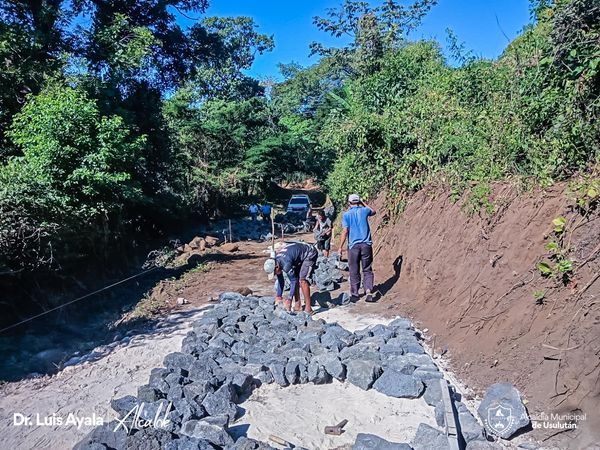 Dr. Luis Ayala Alcalde
Alcaldía Municipal
de Usulután.